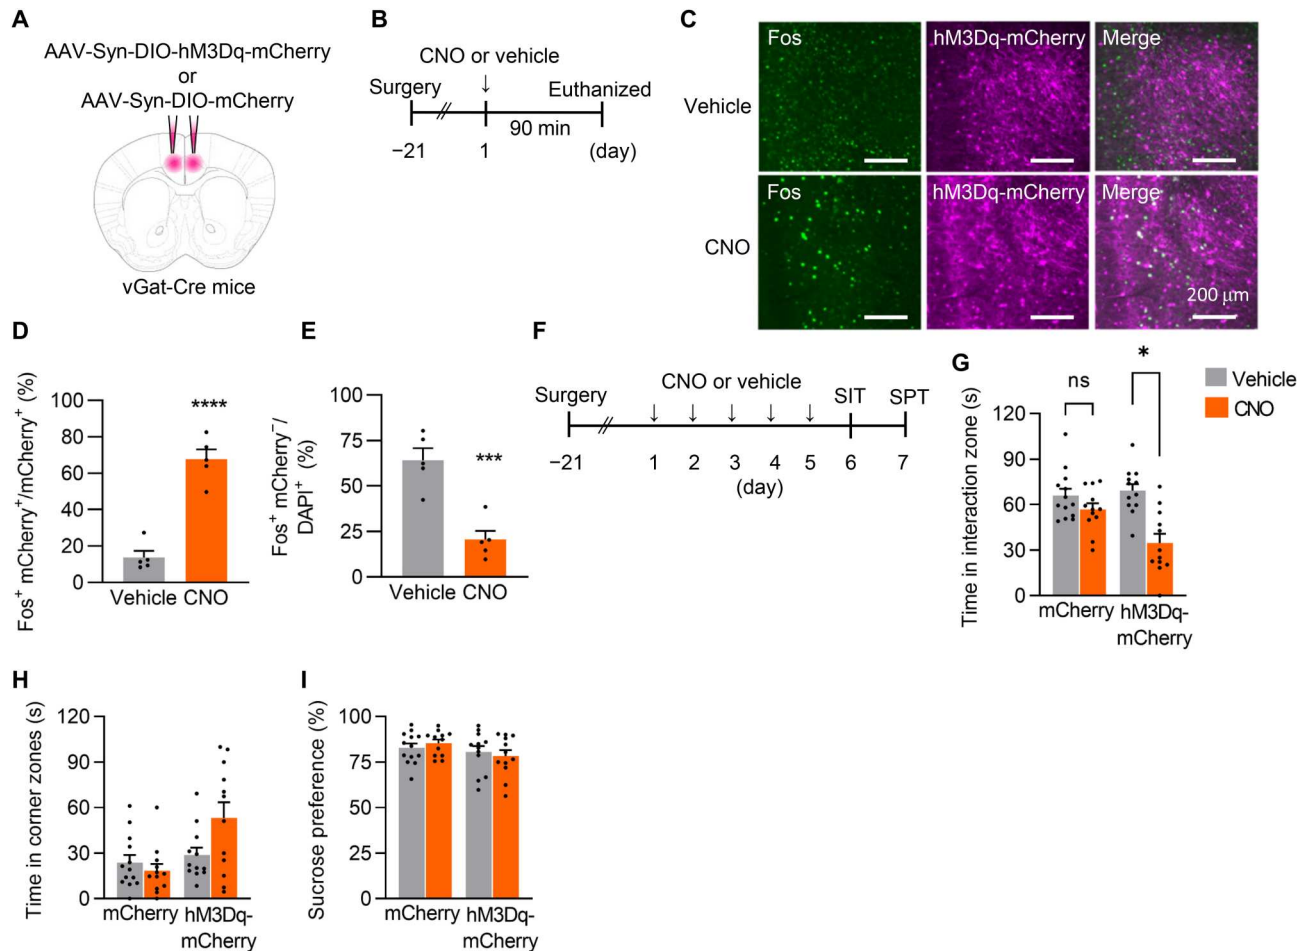 A
AAV-Syn-DIO-hM3Dq-mCherry
or
AAV-Syn-DIO-mCherry
vGat-Cre mice
B
CNO or vehicle
Surgery
Euthanized
90 min
−21
1
(day)
C
Fos
hM3Dq-mCherry
Merge
Vehicle
Fos
hM3Dq-mCherry
Merge
CNO
200 μm
D
Fos⁺ mCherry⁺/mCherry⁺ (%)
100
80
60
40
20
0
****
Vehicle CNO
E
Fos⁺ mCherry⁻/
DAPI⁺ (%)
100
75
50
25
0
***
Vehicle CNO
F
CNO or vehicle
Surgery
SIT
SPT
−21
1 2 3 4 5 6 7
(day)
G
Time in interaction zone (s)
120
90
60
30
0
ns
*
mCherry
hM3Dq-
mCherry
Vehicle
CNO
H
Time in corner zones (s)
120
90
60
30
0
mCherry
hM3Dq-
mCherry
I
Sucrose preference (%)
100
75
50
25
0
mCherry
hM3Dq-
mCherry